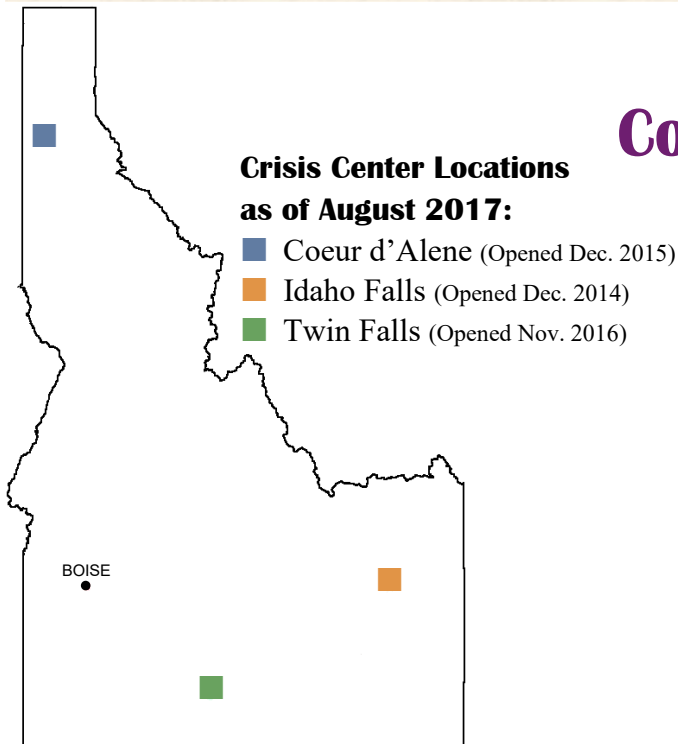 Co
Crisis Center Locations
as of August 2017:
Coeur d’Alene (Opened Dec. 2015)
Idaho Falls (Opened Dec. 2014)
Twin Falls (Opened Nov. 2016)
BOISE